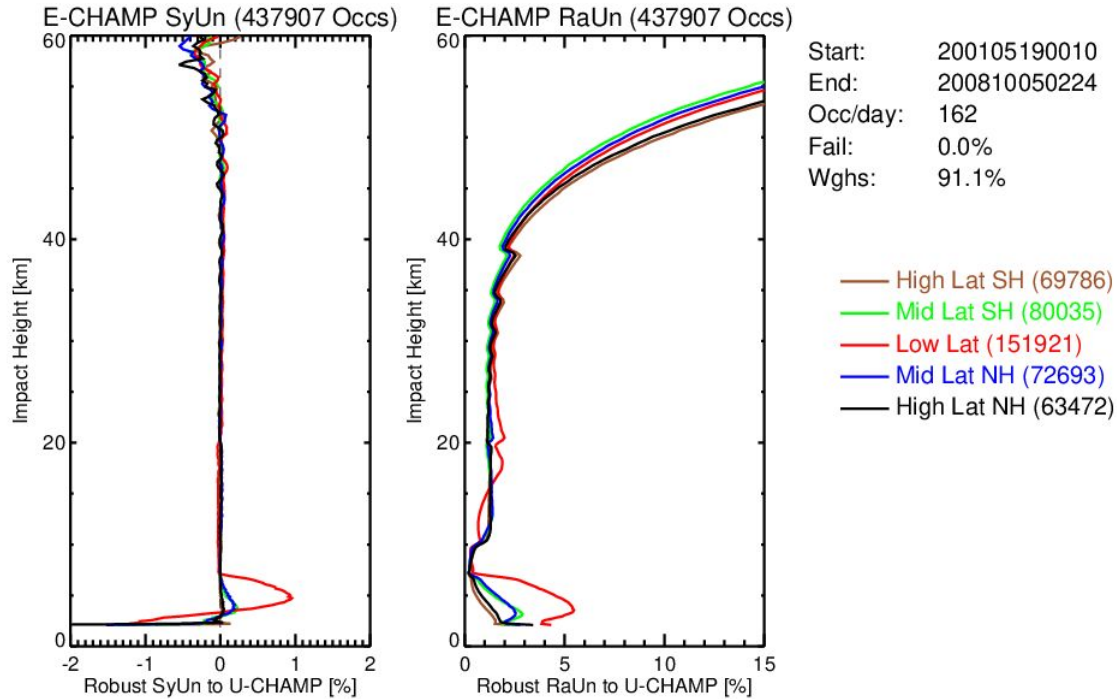 E-CHAMP SyUn (437907 Occs)
60
40
20
0
Impact Height [km]
-2 -1 0 1 2
Robust SyUn to U-CHAMP [%]
E-CHAMP RaUn (437907 Occs)
60
40
20
0
Impact Height [km]
0 5 10 15
Robust RaUn to U-CHAMP [%]
Start: 200105190010
End: 200810050224
Occ/day: 162
Fail: 0.0%
Wghs: 91.1%
High Lat SH (69786)
Mid Lat SH (80035)
Low Lat (151921)
Mid Lat NH (72693)
High Lat NH (63472)